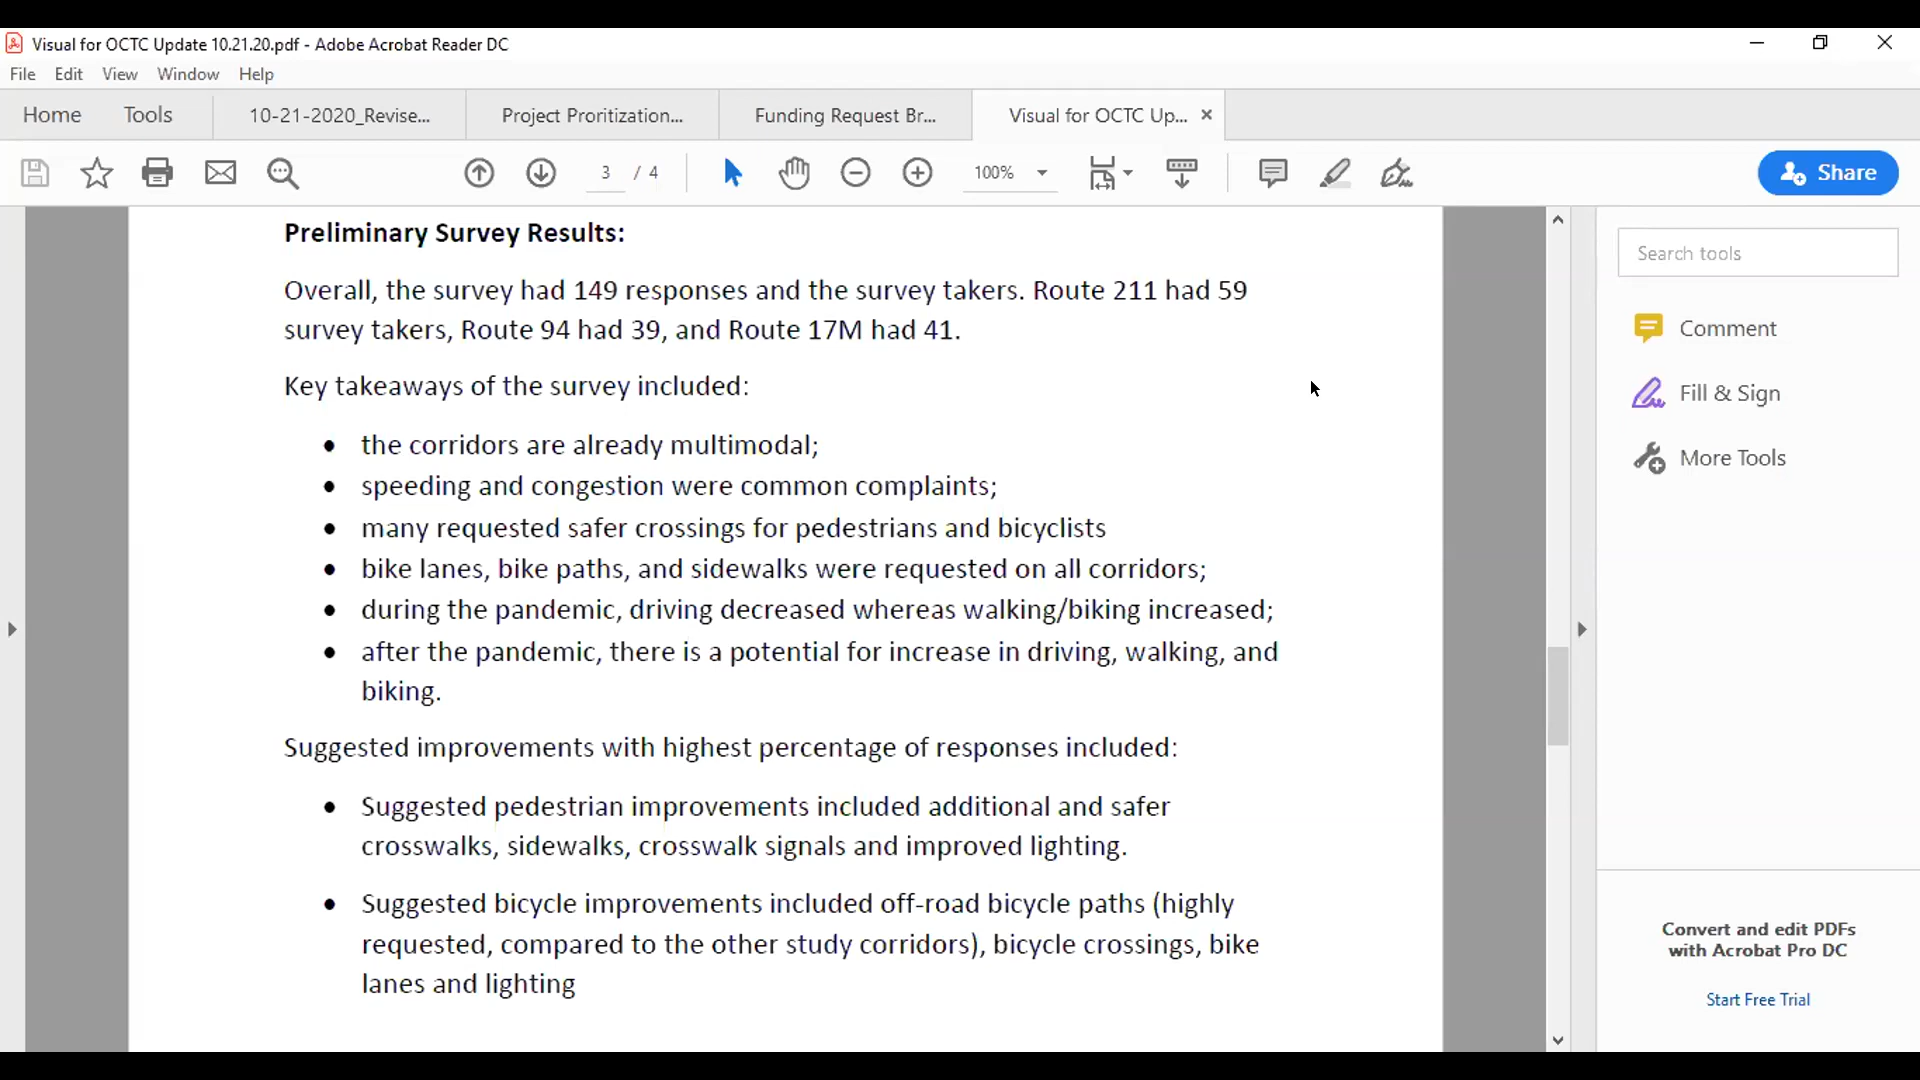 Visual for OCTC Update 10.21.20.pdf - Adobe Acrobat Reader DC
File Edit View Window Help
Home Tools 10-21-2020_Revise... Project Proritization... Funding Request Br... Visual for OCTC Up...
3 / 4 100% Share
Preliminary Survey Results:
Overall, the survey had 149 responses and the survey takers. Route 211 had 59
survey takers, Route 94 had 39, and Route 17M had 41.
Key takeaways of the survey included:
• the corridors are already multimodal;
• speeding and congestion were common complaints;
• many requested safer crossings for pedestrians and bicyclists
• bike lanes, bike paths, and sidewalks were requested on all corridors;
• during the pandemic, driving decreased whereas walking/biking increased;
• after the pandemic, there is a potential for increase in driving, walking, and
biking.
Suggested improvements with highest percentage of responses included:
• Suggested pedestrian improvements included additional and safer
crosswalks, sidewalks, crosswalk signals and improved lighting.
• Suggested bicycle improvements included off-road bicycle paths (highly
requested, compared to the other study corridors), bicycle crossings, bike
lanes and lighting
Search tools
Comment
Fill & Sign
More Tools
Convert and edit PDFs
with Acrobat Pro DC
Start Free Trial